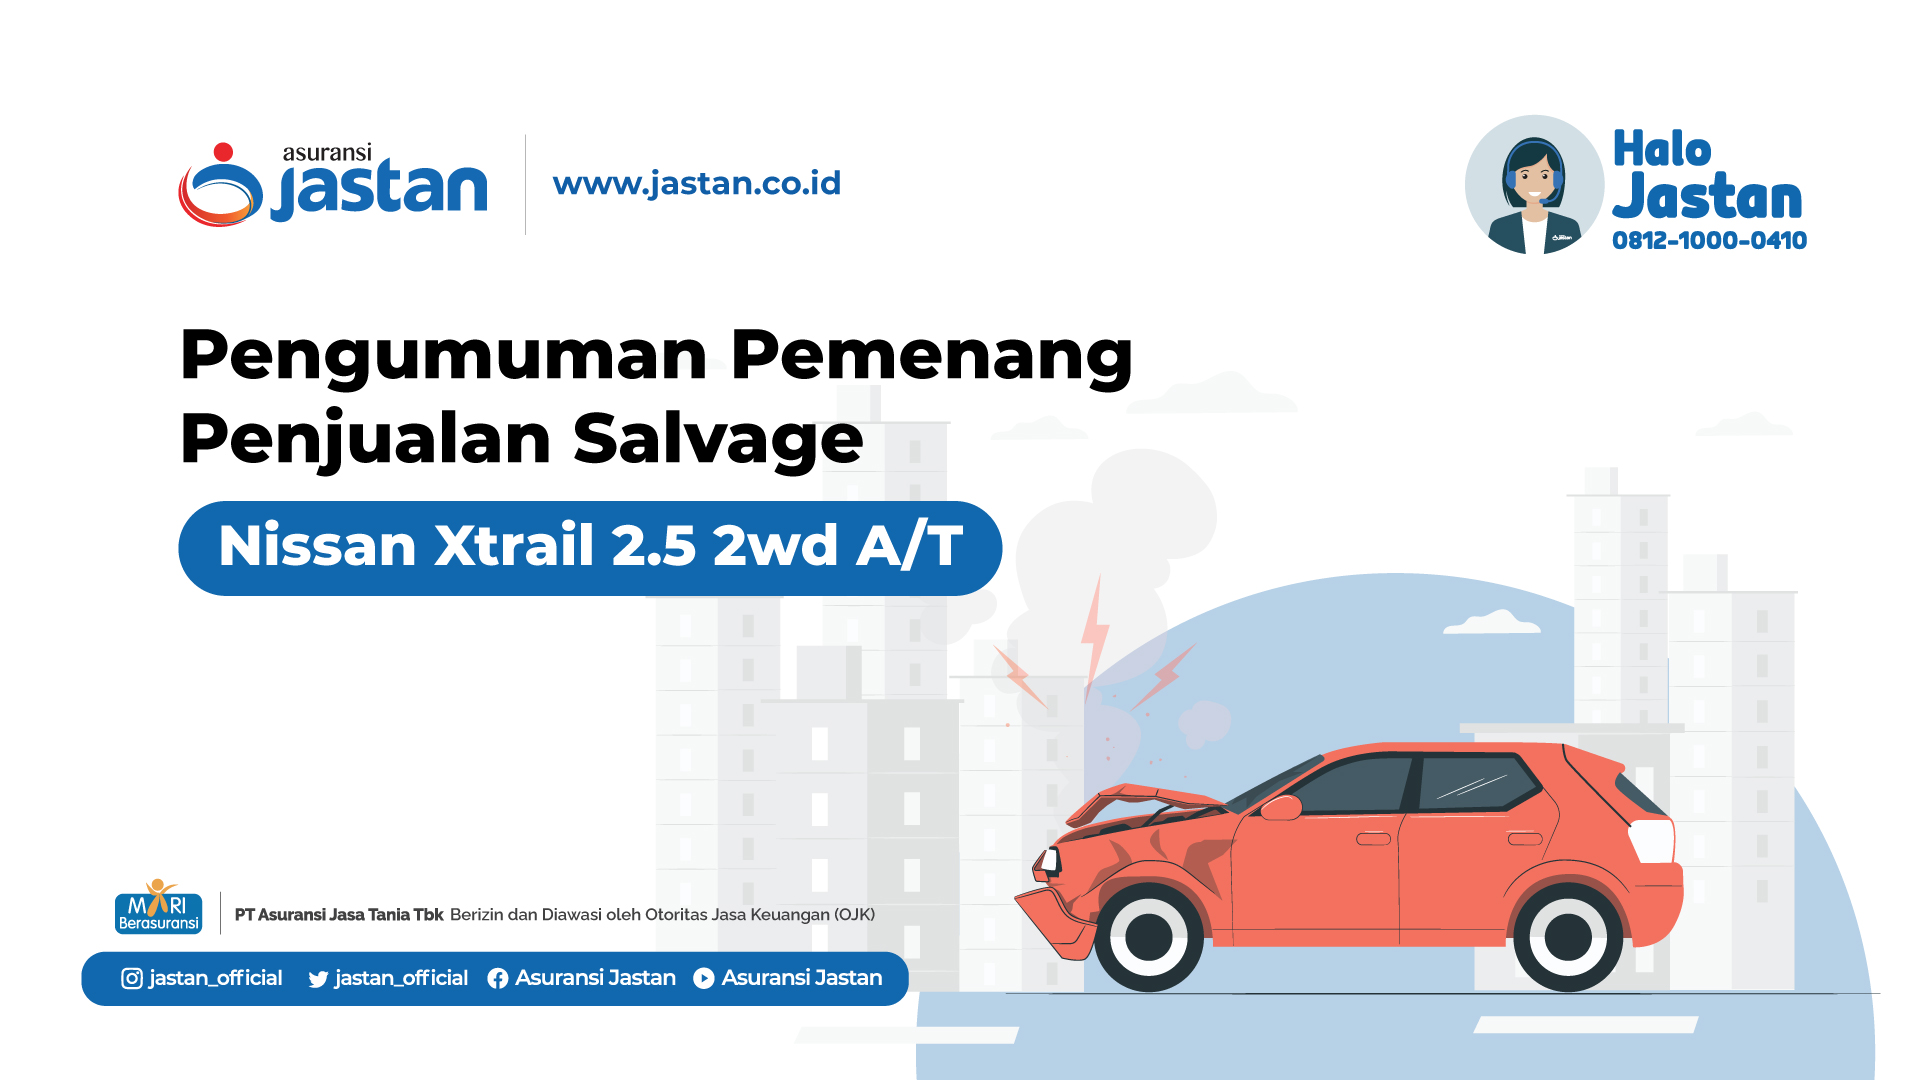 asuransi
jastan
www.jastan.co.id
Halo
Jastan
0812-1000-0410
Pengumuman Pemenang
Penjualan Salvage
Nissan Xtrail 2.5 2wd A/T
MARI
Berasuransi
PT Asuransi Jasa Tania Tbk Berizin dan Diawasi oleh Otoritas Jasa Keuangan (OJK)
jastan_official jastan_official Asuransi Jastan Asuransi Jastan